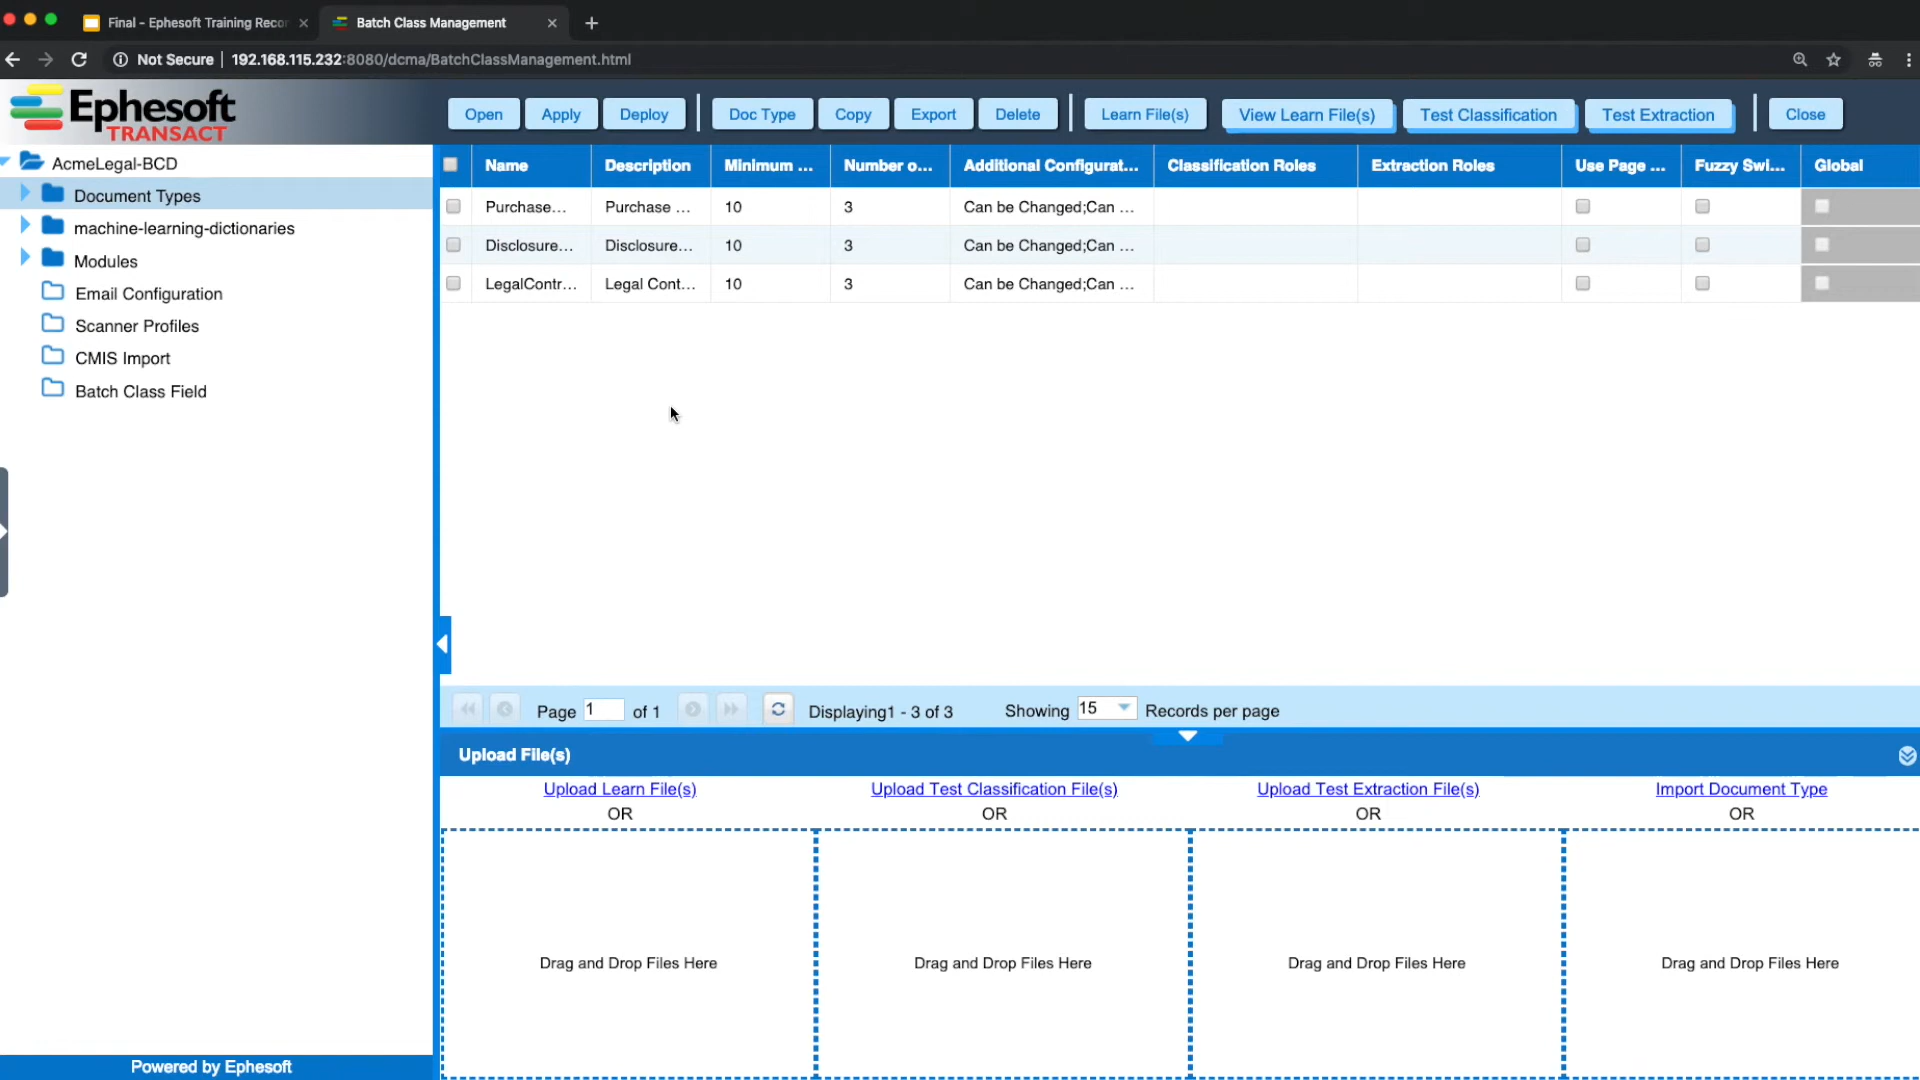 Final - Ephesoft Training Recor
Batch Class Management
Not Secure | 192.168.115.232:8080/dcma/BatchClassManagement.html
Ephesoft
TRANSACT
Open Apply Deploy Doc Type Copy Export Delete Learn File(s) View Learn File(s) Test Classification Test Extraction Close
AcmeLegal-BCD
Document Types
machine-learning-dictionaries
Modules
Email Configuration
Scanner Profiles
CMIS Import
Batch Class Field
Name Description Minimum ... Number o... Additional Configurat... Classification Roles Extraction Roles Use Page ... Fuzzy Swi... Global
Purchase... Purchase ... 10 3 Can be Changed;Can ...
Disclosure... Disclosure... 10 3 Can be Changed;Can ...
LegalContr... Legal Cont... 10 3 Can be Changed;Can ...
Page 1 of 1 Displaying1 - 3 of 3 Showing 15 Records per page
Upload File(s)
Upload Learn File(s) Upload Test Classification File(s) Upload Test Extraction File(s) Import Document Type
OR OR OR OR
Drag and Drop Files Here Drag and Drop Files Here Drag and Drop Files Here Drag and Drop Files Here
Powered by Ephesoft